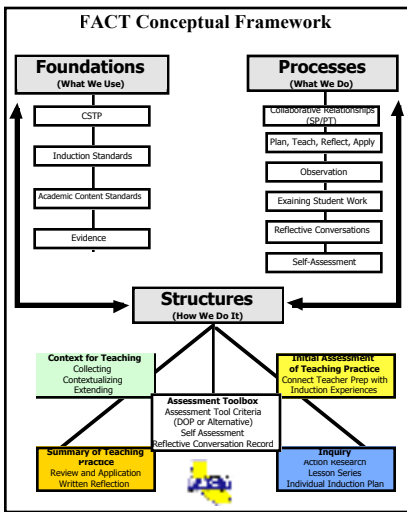 FACT Conceptual Framework
Foundations
(What We Use)
CSTP
Induction Standards
Academic Content Standards
Evidence
Processes
(What We Do)
Collaborative Relationships
(SP/PT)
Plan, Teach, Reflect, Apply
Observation
Exaining Student Work
Reflective Conversations
Self-Assessment
Structures
(How We Do It)
Context for Teaching
Collecting
Contextualizing
Extending
Initial Assessment
of Teaching Practice
Connect Teacher Prep with
Induction Experiences
Assessment Toolbox
Assessment Tool Criteria
(DOP or Alternative)
Self Assessment
Reflective Conversation Record
Summary of Teaching
Practice
Review and Application
Written Reflection
Inquiry
Action Research
Lesson Series
Individual Induction Plan